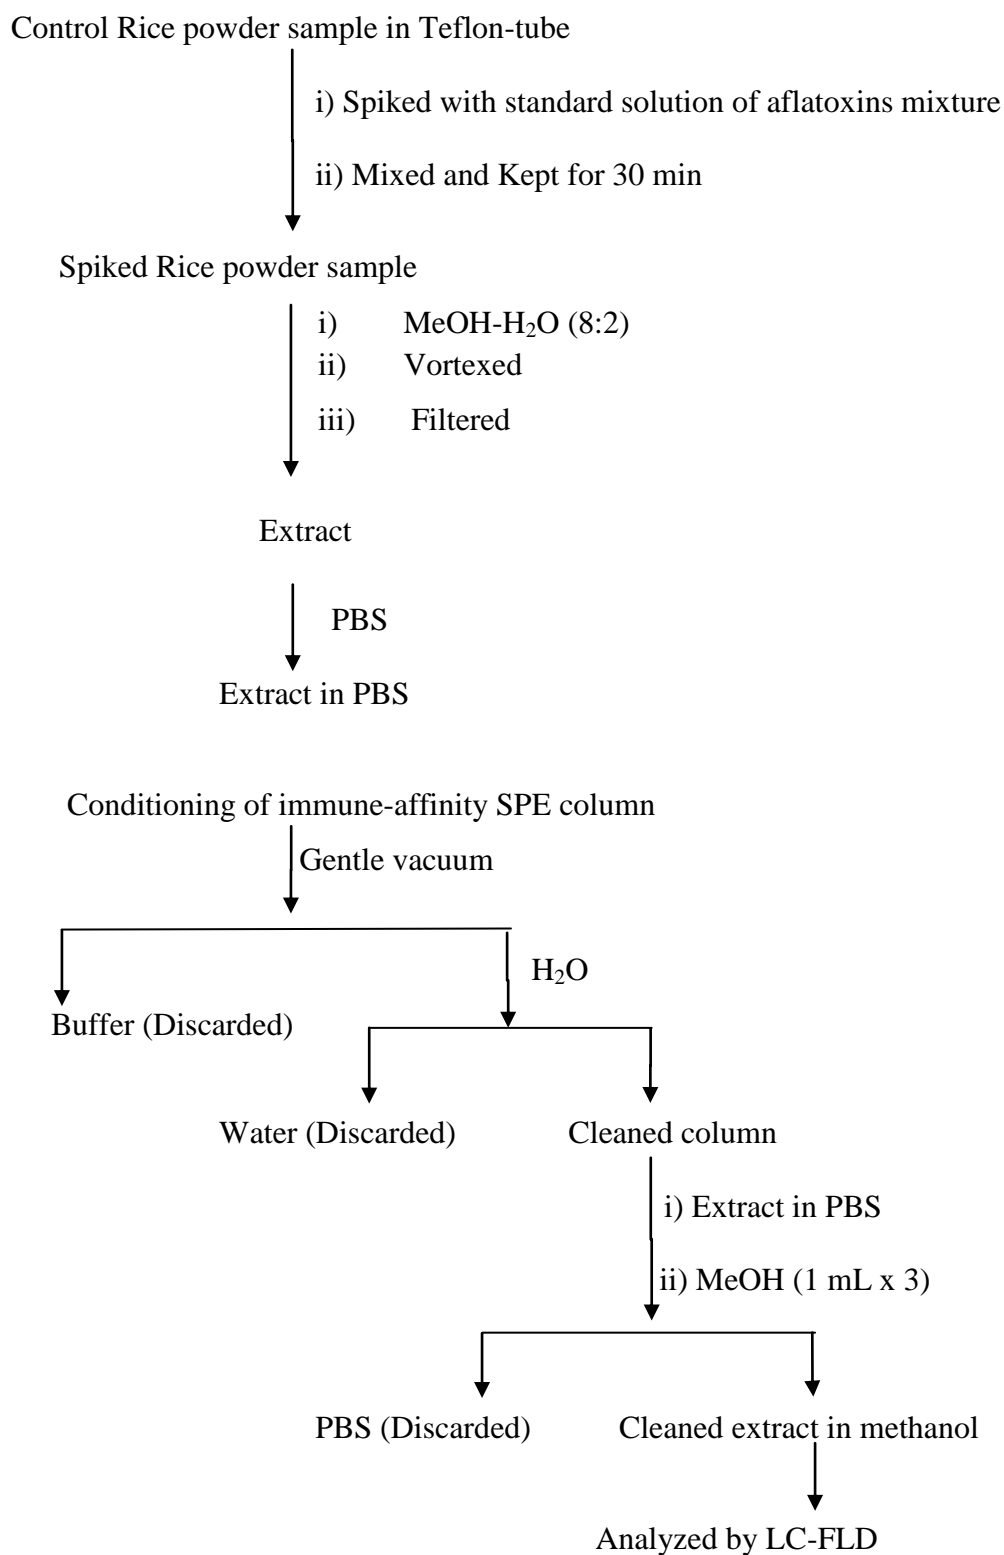 Control Rice powder sample in Teflon-tube
i) Spiked with standard solution of aflatoxins mixture
ii) Mixed and Kept for 30 min
Spiked Rice powder sample
i) MeOH-H₂O (8:2)
ii) Vortexed
iii) Filtered
Extract
PBS
Extract in PBS
Conditioning of immune-affinity SPE column
Gentle vacuum
H₂O
Buffer (Discarded)
Water (Discarded)
Cleaned column
i) Extract in PBS
ii) MeOH (1 mL x 3)
PBS (Discarded)
Cleaned extract in methanol
Analyzed by LC-FLD